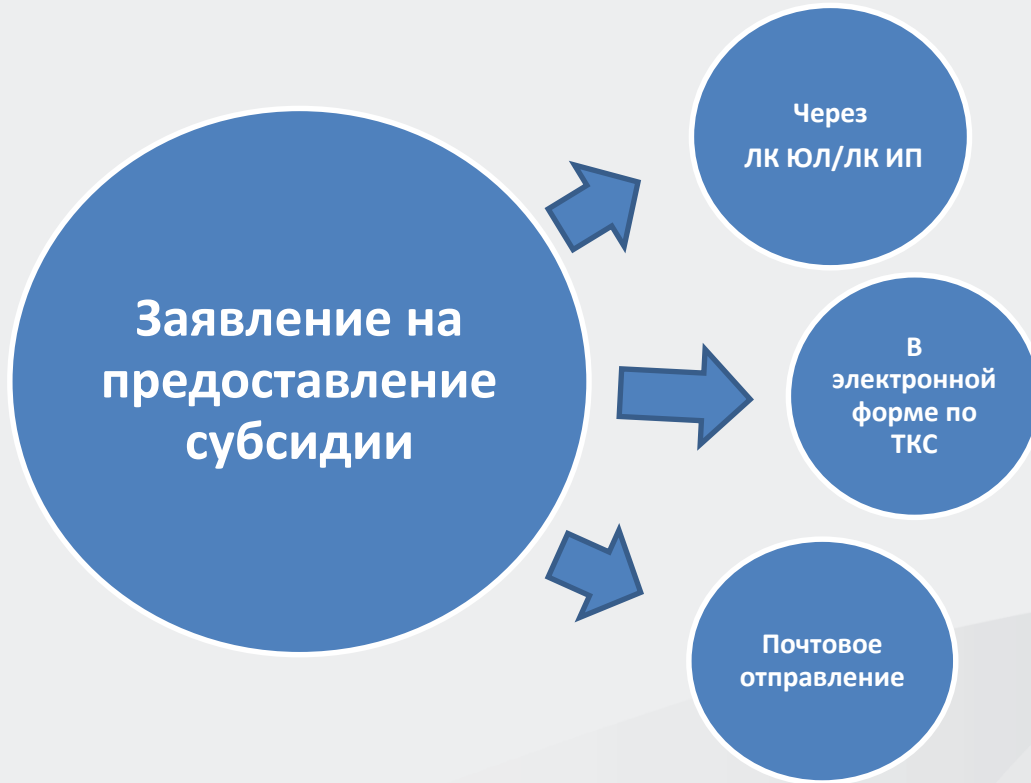 Заявление на
предоставление
субсидии
Через
ЛК ЮЛ/ЛК ИП
В
электронной
форме по
ТКС
Почтовое
отправление